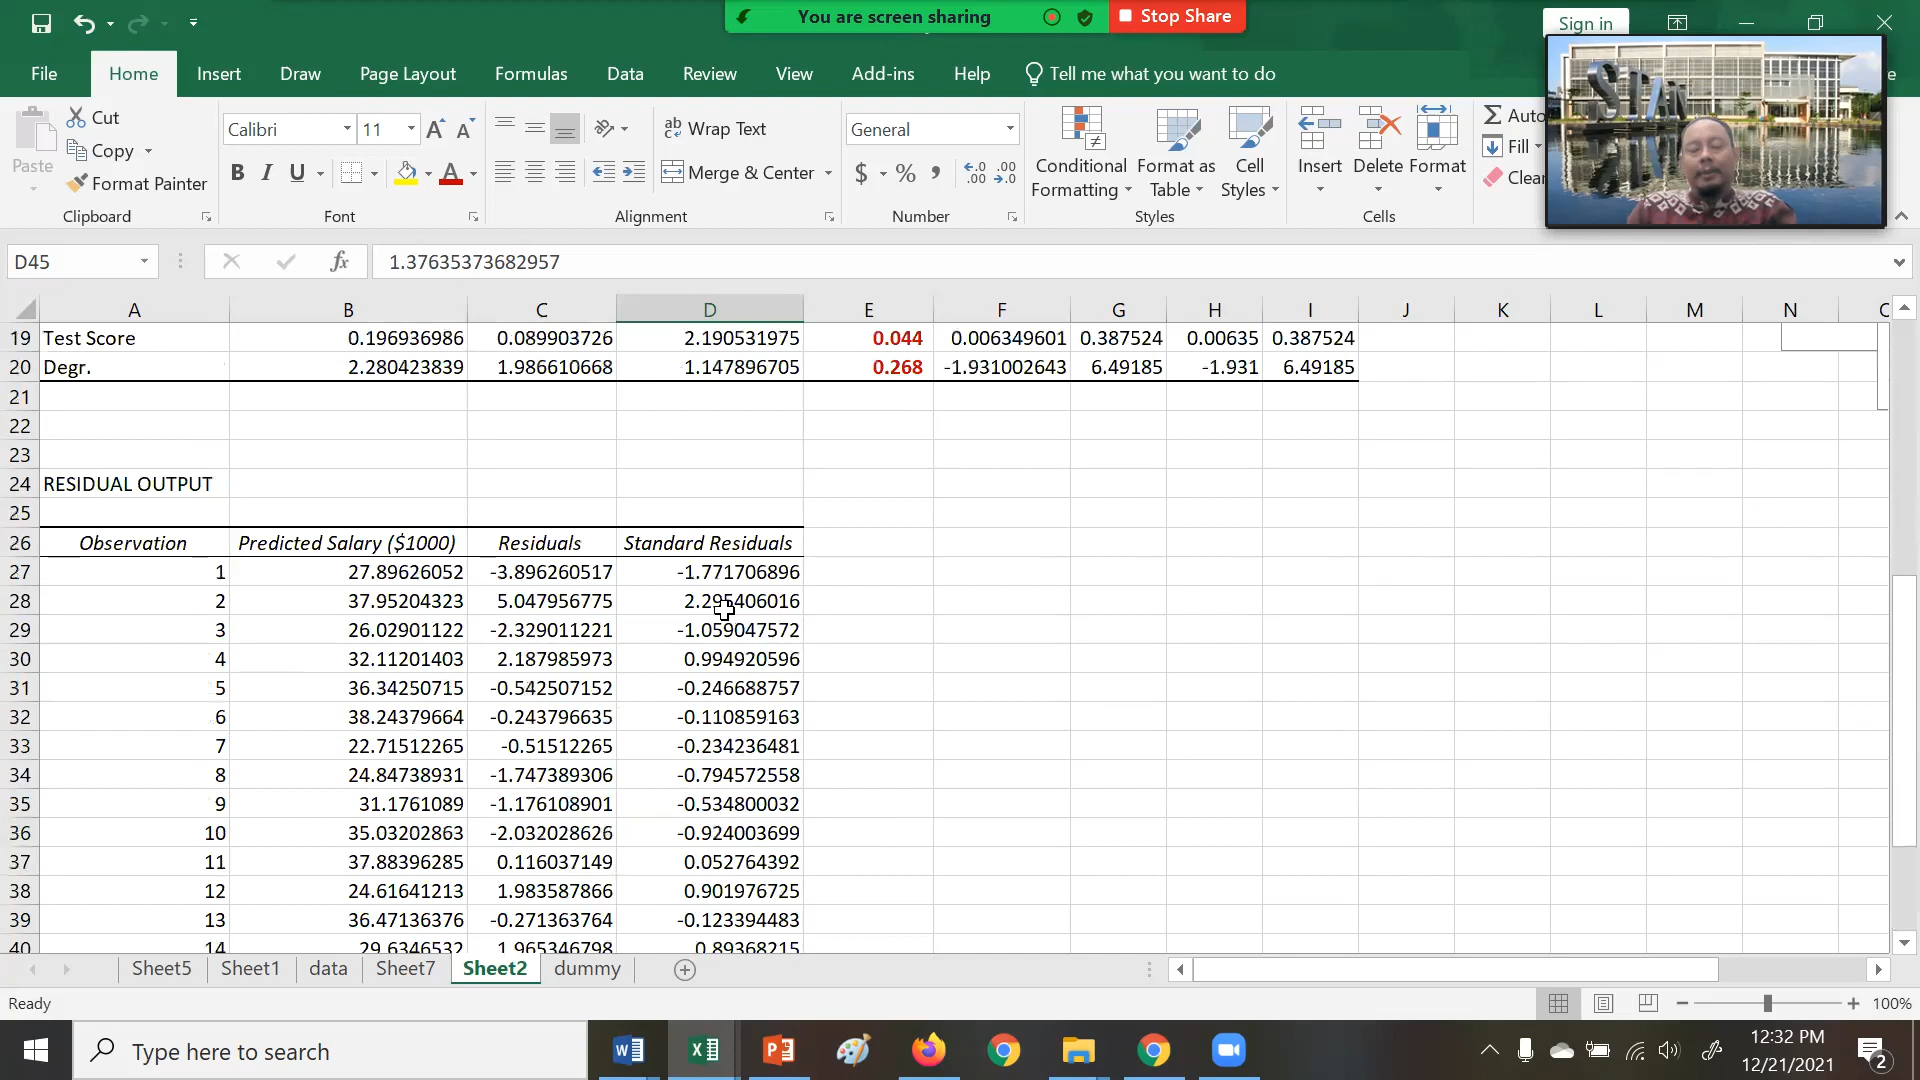 You are screen sharing
Stop Share
Sign in
File Home Insert Draw Page Layout Formulas Data Review View Add-ins Help Tell me what you want to do
Paste
Cut
Copy
Format Painter
Clipboard
Calibri 11
B I U
Font
Wrap Text
Merge & Center
Alignment
General
$ % ,
Number
Conditional Formatting
Format as Table
Cell Styles
Styles
Insert
Delete
Format
Cells
Fill
STAN
D45 fx 1.37635373682957
A B C D E F G H I J K L M N
19 Test Score 0.196936986 0.089903726 2.190531975 0.044 0.006349601 0.387524 0.00635 0.387524
20 Degr. 2.280423839 1.986610668 1.147896705 0.268 -1.931002643 6.49185 -1.931 6.49185
21
22
23
24 RESIDUAL OUTPUT
25
26 Observation Predicted Salary ($1000) Residuals Standard Residuals
27 1 27.89626052 -3.896260517 -1.771706896
28 2 37.95204323 5.047956775 2.295406016
29 3 26.02901122 -2.329011221 -1.059047572
30 4 32.11201403 2.187985973 0.994920596
31 5 36.34250715 -0.542507152 -0.246688757
32 6 38.24379664 -0.243796635 -0.110859163
33 7 22.71512265 -0.51512265 -0.234236481
34 8 24.84738931 -1.747389306 -0.794572558
35 9 31.1761089 -1.176108901 -0.534800032
36 10 35.03202863 -2.032028626 -0.924003699
37 11 37.88396285 0.116037149 0.052764392
38 12 24.61641213 1.983587866 0.901976725
39 13 36.47136376 -0.271363764 -0.123394483
40 14 29.6346532 1.965346798 0.89368215
Sheet5 Sheet1 data Sheet7 Sheet2 dummy
Ready
100%
Type here to search
12:32 PM
12/21/2021
2